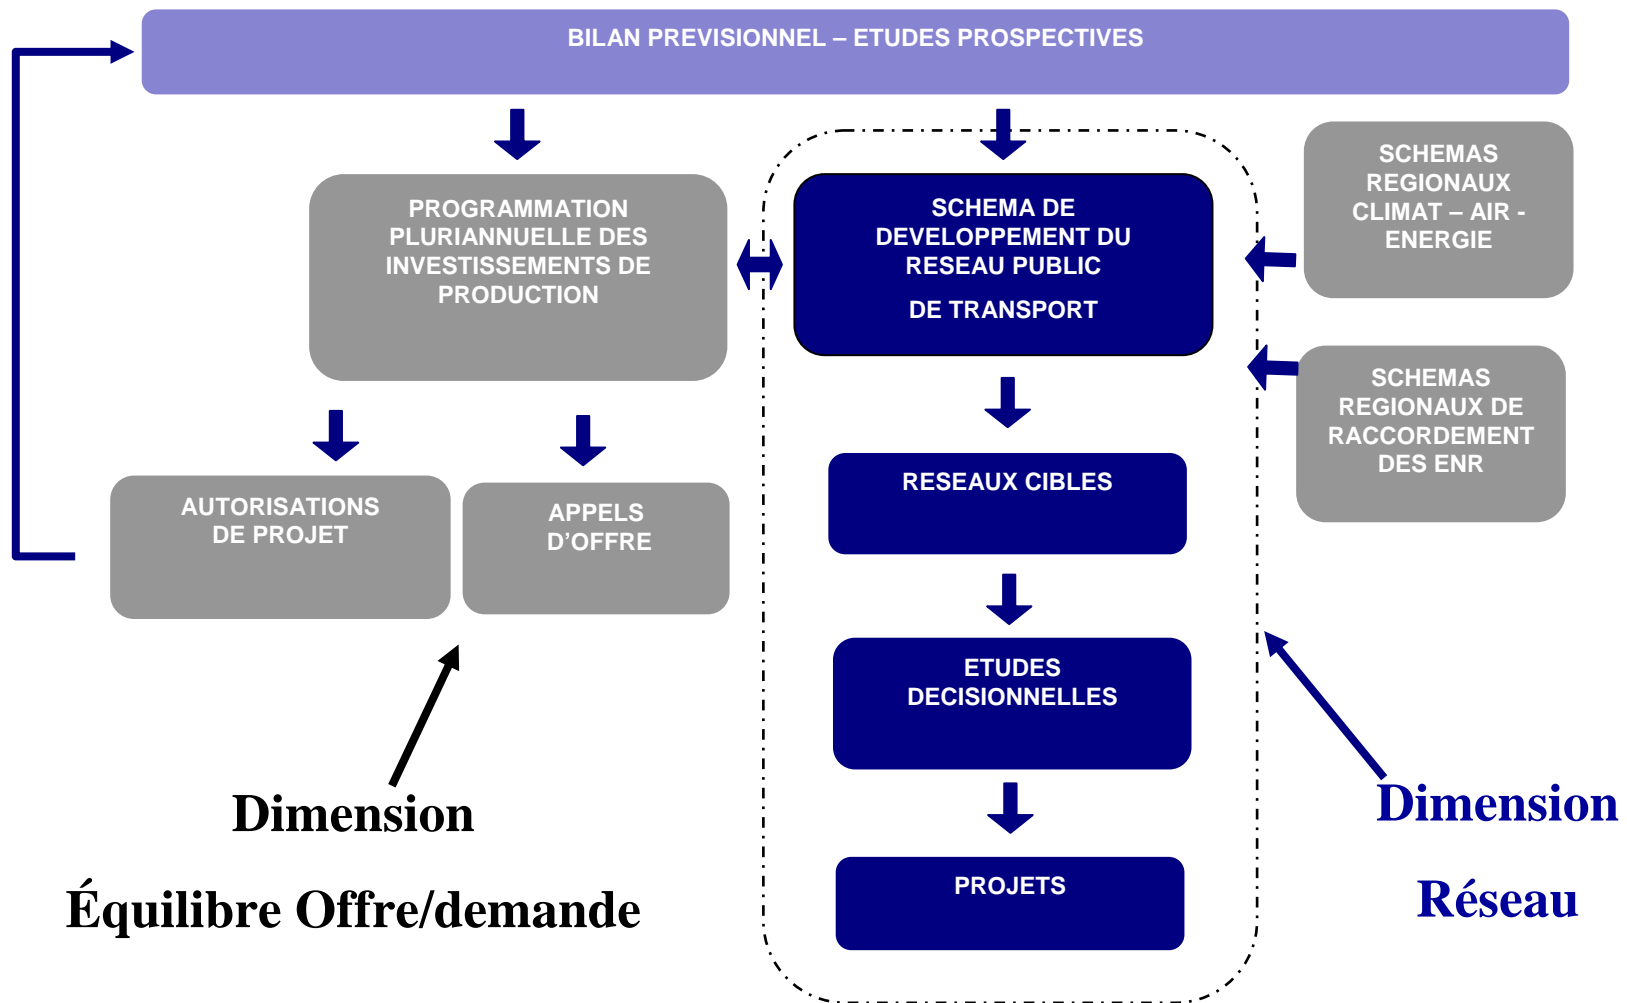 BILAN PREVISIONNEL – ETUDES PROSPECTIVES
PROGRAMMATION
PLURIANNUELLE DES
INVESTISSEMENTS DE
PRODUCTION
SCHEMA DE
DEVELOPPEMENT DU
RESEAU PUBLIC
DE TRANSPORT
SCHEMAS
REGIONAUX
CLIMAT – AIR -
ENERGIE
SCHEMAS
REGIONAUX DE
RACCORDEMENT
DES ENR
AUTORISATIONS
DE PROJET
APPELS
D’OFFRE
RESEAUX CIBLES
ETUDES
DECISIONNELLES
PROJETS
Dimension
Équilibre Offre/demande
Dimension
Réseau